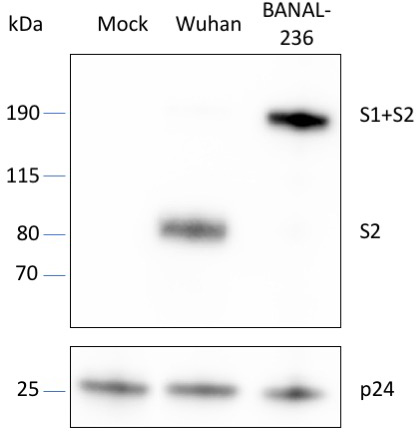 kDa
Mock
Wuhan
BANAL-
236
190
S1+S2
115
80
S2
70
25
p24